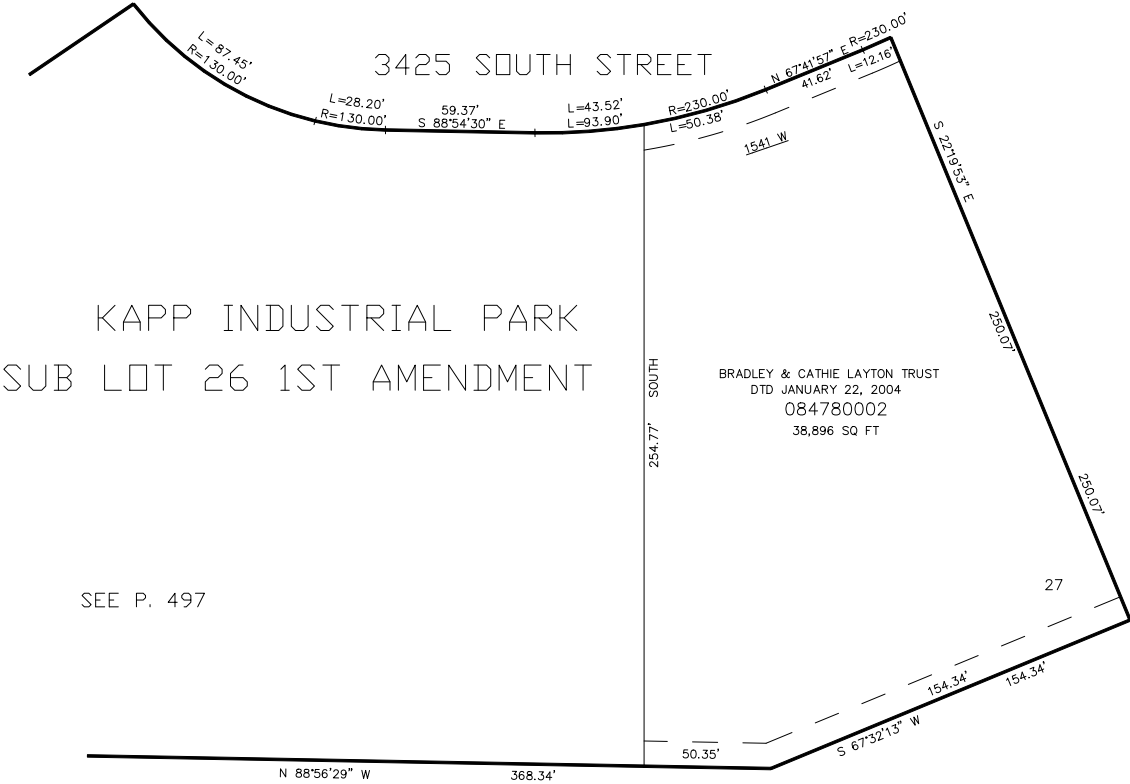 3425 SOUTH STREET
L=87.45'
R=130.00'
L=28.20'
R=130.00'
59.37'
S 88°54'30" E
L=43.52'
L=93.90'
R=230.00'
L=50.38'
N 67°41'57" E
41.62'
R=230.00'
L=12.16'
1541 W
S 22°19'53" E
250.07'
KAPP INDUSTRIAL PARK
SUB LOT 26 1ST AMENDMENT
SOUTH
254.77'
BRADLEY & CATHIE LAYTON TRUST
DTD JANUARY 22, 2004
084780002
38,896 SQ FT
250.07'
SEE P. 497
27
154.34'
154.34'
S 67°32'13" W
50.35'
N 88°56'29" W
368.34'